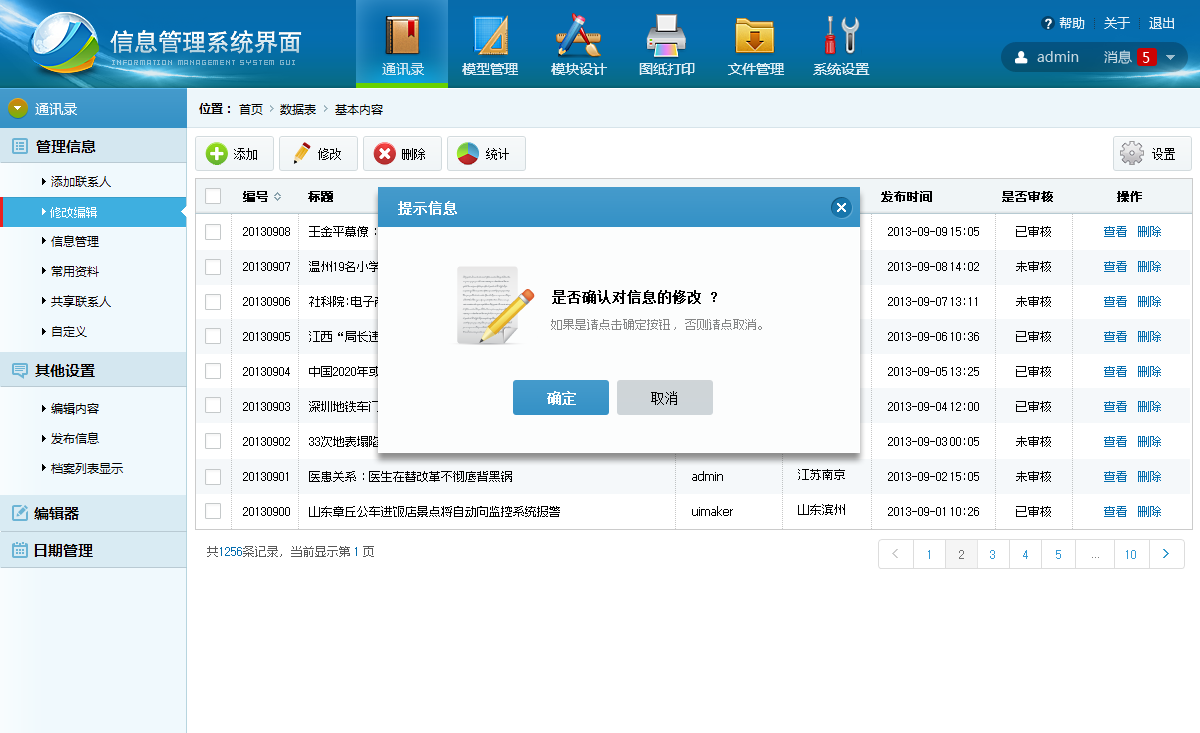 信息管理系统界面
INFORMATION MANAGEMENT SYSTEM GUI
通讯录 模型管理 模块设计 图纸打印 文件管理 系统设置
? 帮助 关于 退出
admin 消息 5
通讯录
管理信息
添加联系人
修改编辑
信息管理
常用资料
共享联系人
自定义
其他设置
编辑内容
发布信息
档案列表显示
编辑器
日期管理
位置： 首页 > 数据表 > 基本内容
添加 修改 删除 统计 设置
编号 标题 发布时间 是否审核 操作
20130908 王金平幕僚： 2013-09-09 15:05 已审核 查看 删除
20130907 温州19名小学 2013-09-08 14:02 未审核 查看 删除
20130906 社科院:电子 2013-09-07 13:11 未审核 查看 删除
20130905 江西“局长违 2013-09-06 10:36 已审核 查看 删除
20130904 中国2020年或 2013-09-05 13:25 已审核 查看 删除
20130903 深圳地铁车门 2013-09-04 12:00 已审核 查看 删除
20130902 33次地表塌陷 2013-09-03 00:05 未审核 查看 删除
20130901 医患关系：医生在替改革不彻底背黑锅 admin 江苏南京 2013-09-02 15:05 未审核 查看 删除
20130900 山东章丘公车进饭店景点将自动向监控系统报警 uimaker 山东滨州 2013-09-01 10:26 已审核 查看 删除
提示信息
是否确认对信息的修改 ？
如果是请点击确定按钮 ，否则请点取消。
确定 取消
共1256条记录，当前显示第 1 页
< 1 2 3 4 5 ... 10 >